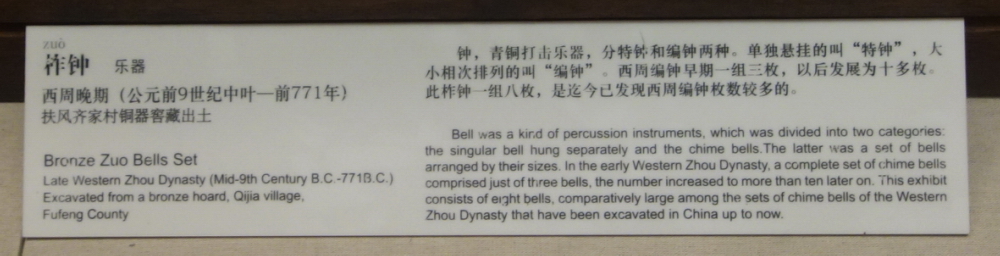 zuò
柞钟 乐器
西周晚期（公元前9世纪中叶—前771年）
扶风齐家村铜器窖藏出土
Bronze Zuo Bells Set
Late Western Zhou Dynasty (Mid-9th Century B.C.-771B.C.)
Excavated from a bronze hoard, Qijia village,
Fufeng County
钟，青铜打击乐器，分特钟和编钟两种。单独悬挂的叫“特钟”，大
小相次排列的叫“编钟”。西周编钟早期一组三枚，以后发展为十多枚。
此柞钟一组八枚，是迄今已发现西周编钟枚数较多的。
Bell was a kind of percussion instruments, which was divided into two categories:
the singular bell hung separately and the chime bells.The latter was a set of bells
arranged by their sizes. In the early Western Zhou Dynasty, a complete set of chime bells
comprised just of three bells, the number increased to more than ten later on. This exhibit
consists of eight bells, comparatively large among the sets of chime bells of the Western
Zhou Dynasty that have been excavated in China up to now.